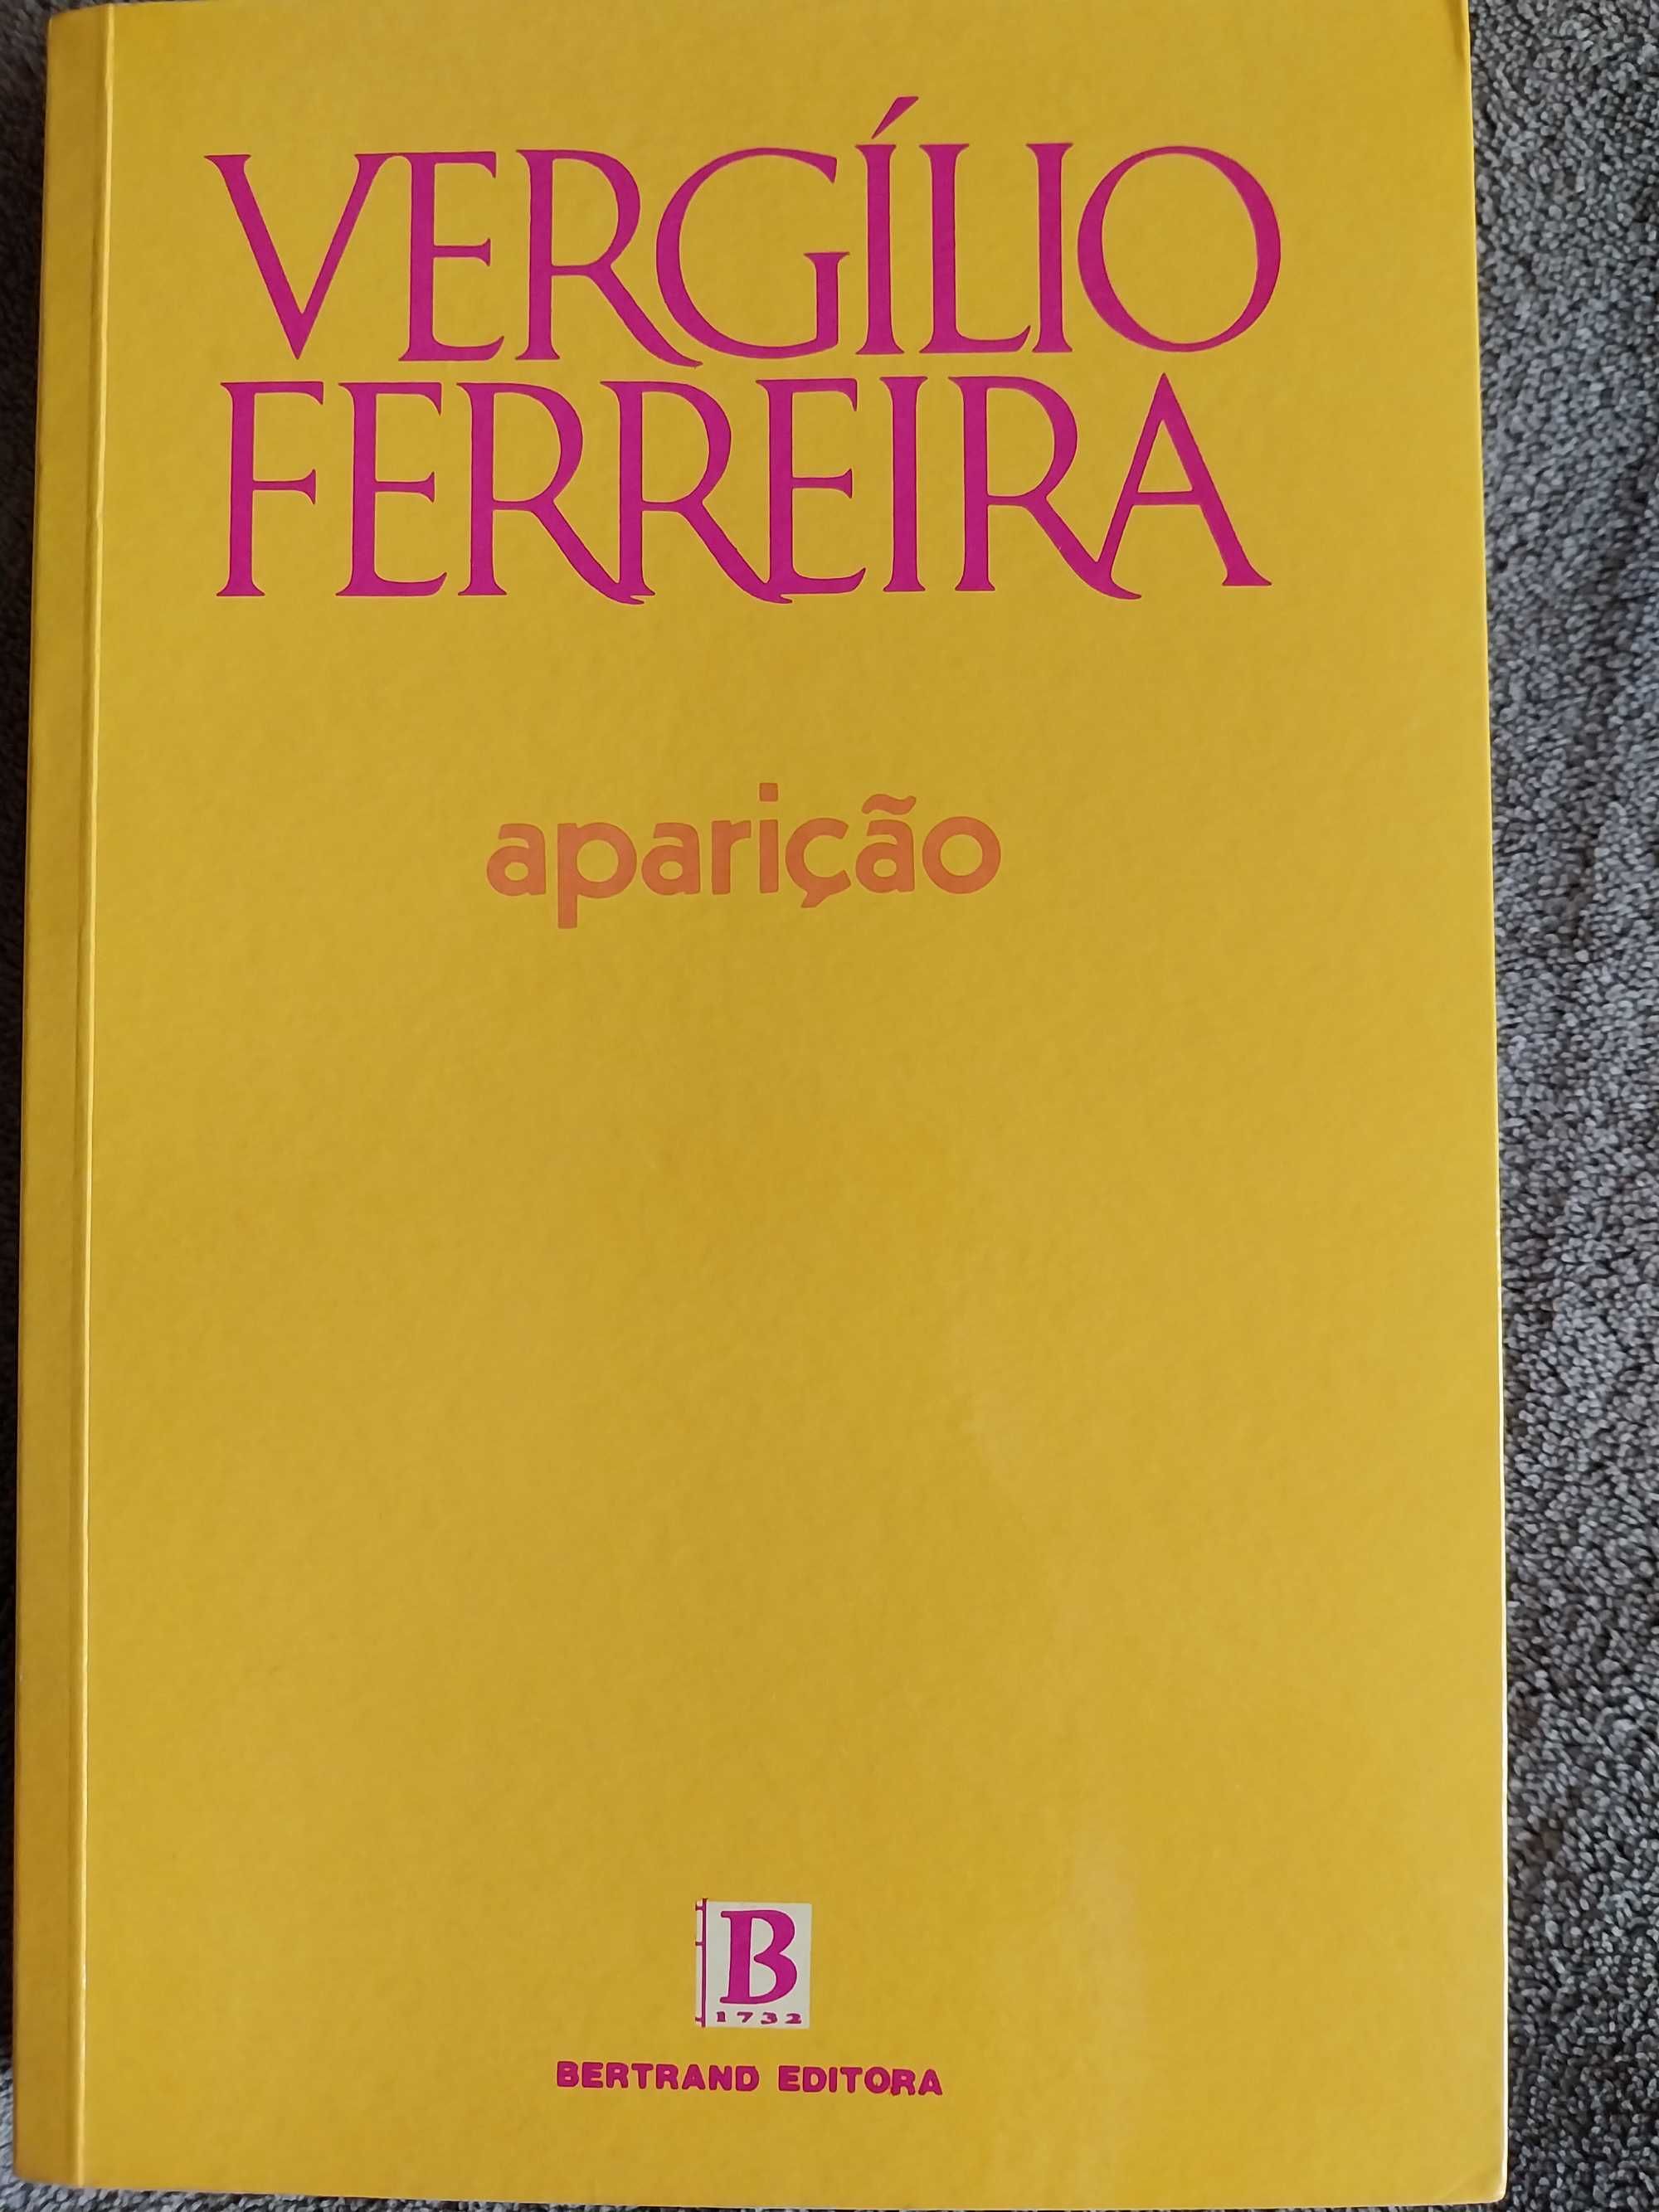 VERGÍLIO
FERREIRA
aparição
B
1732
BERTRAND EDITORA